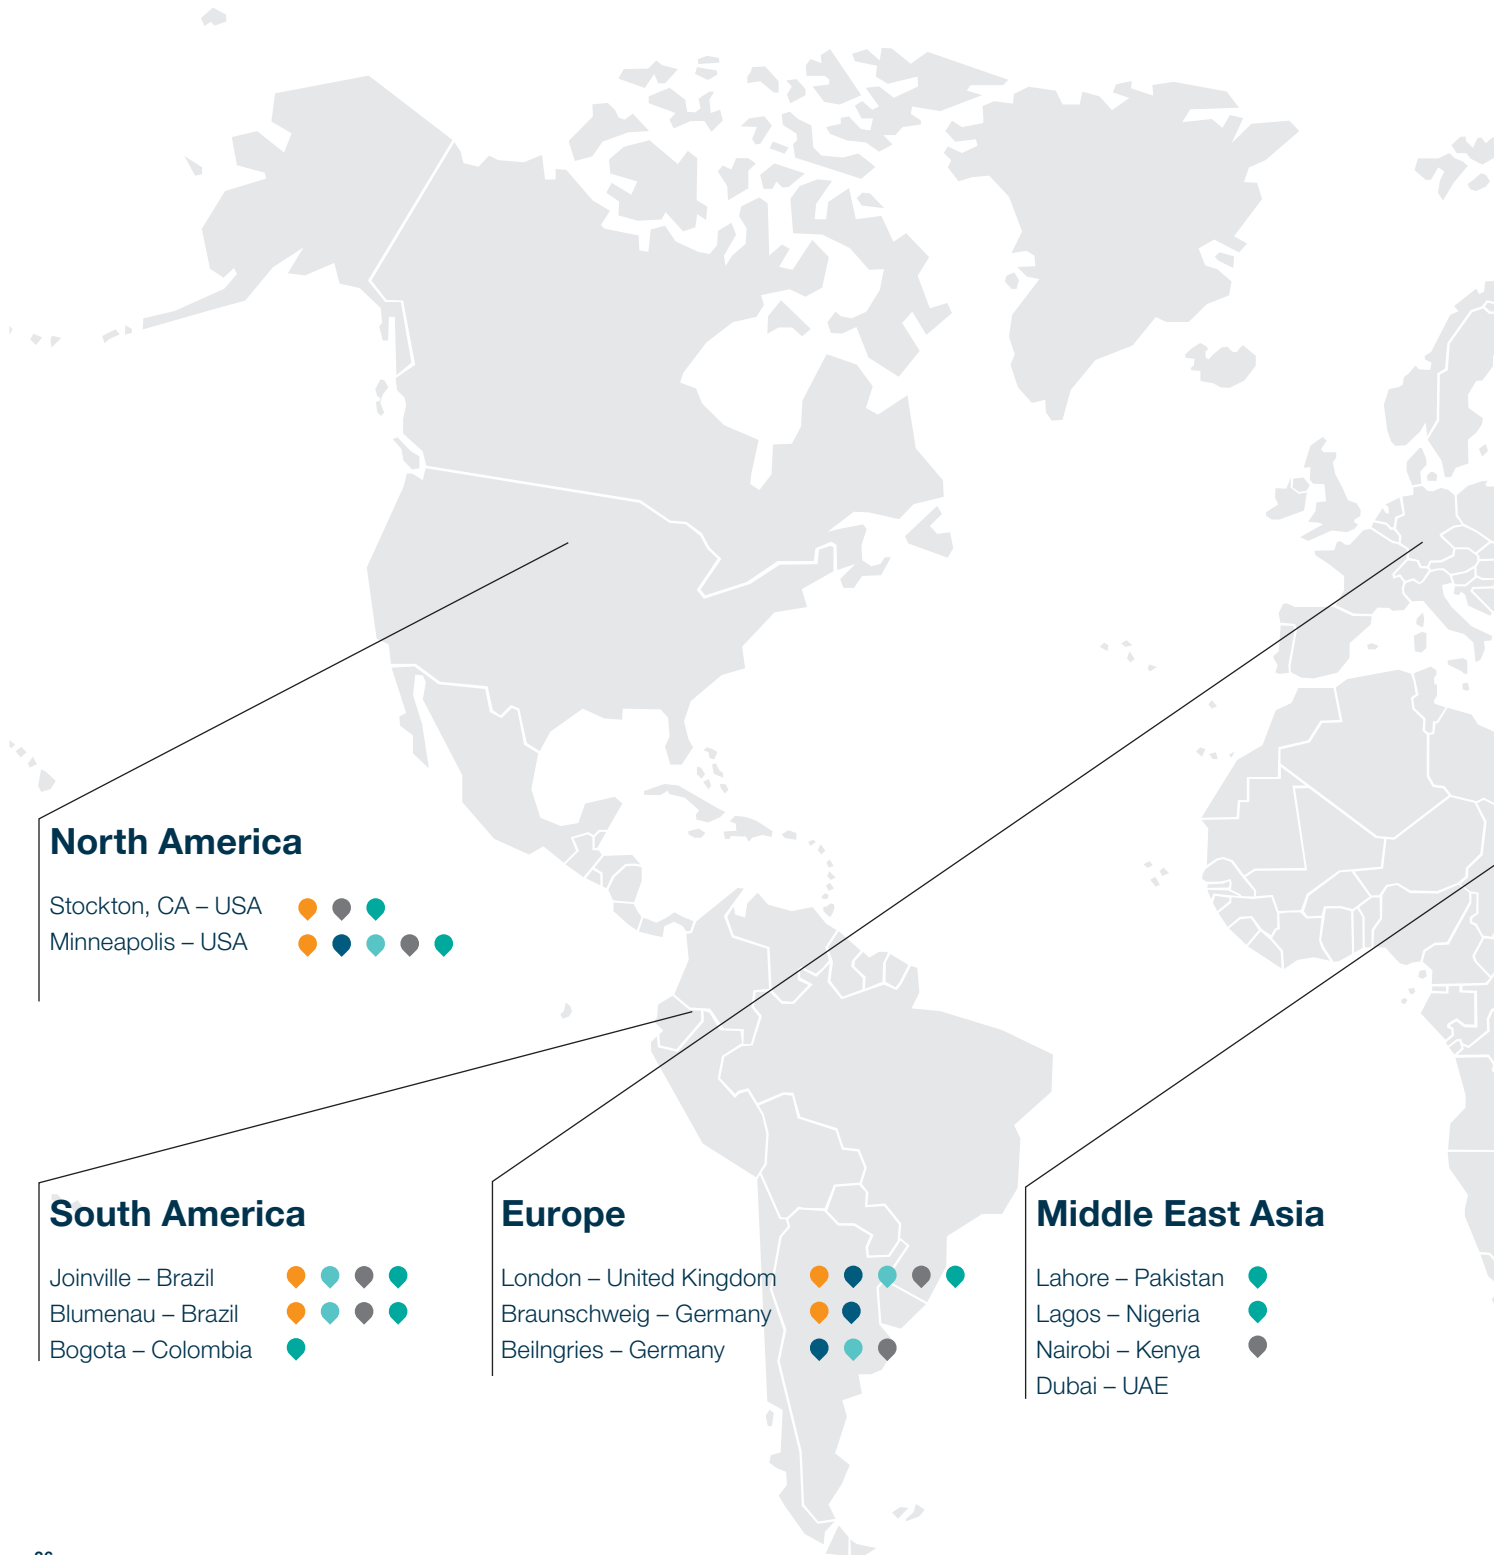 North America
Stockton, CA – USA
Minneapolis – USA
South America
Joinville – Brazil
Blumenau – Brazil
Bogota – Colombia
Europe
London – United Kingdom
Braunschweig – Germany
Beilngries – Germany
Middle East Asia
Lahore – Pakistan
Lagos – Nigeria
Nairobi – Kenya
Dubai – UAE